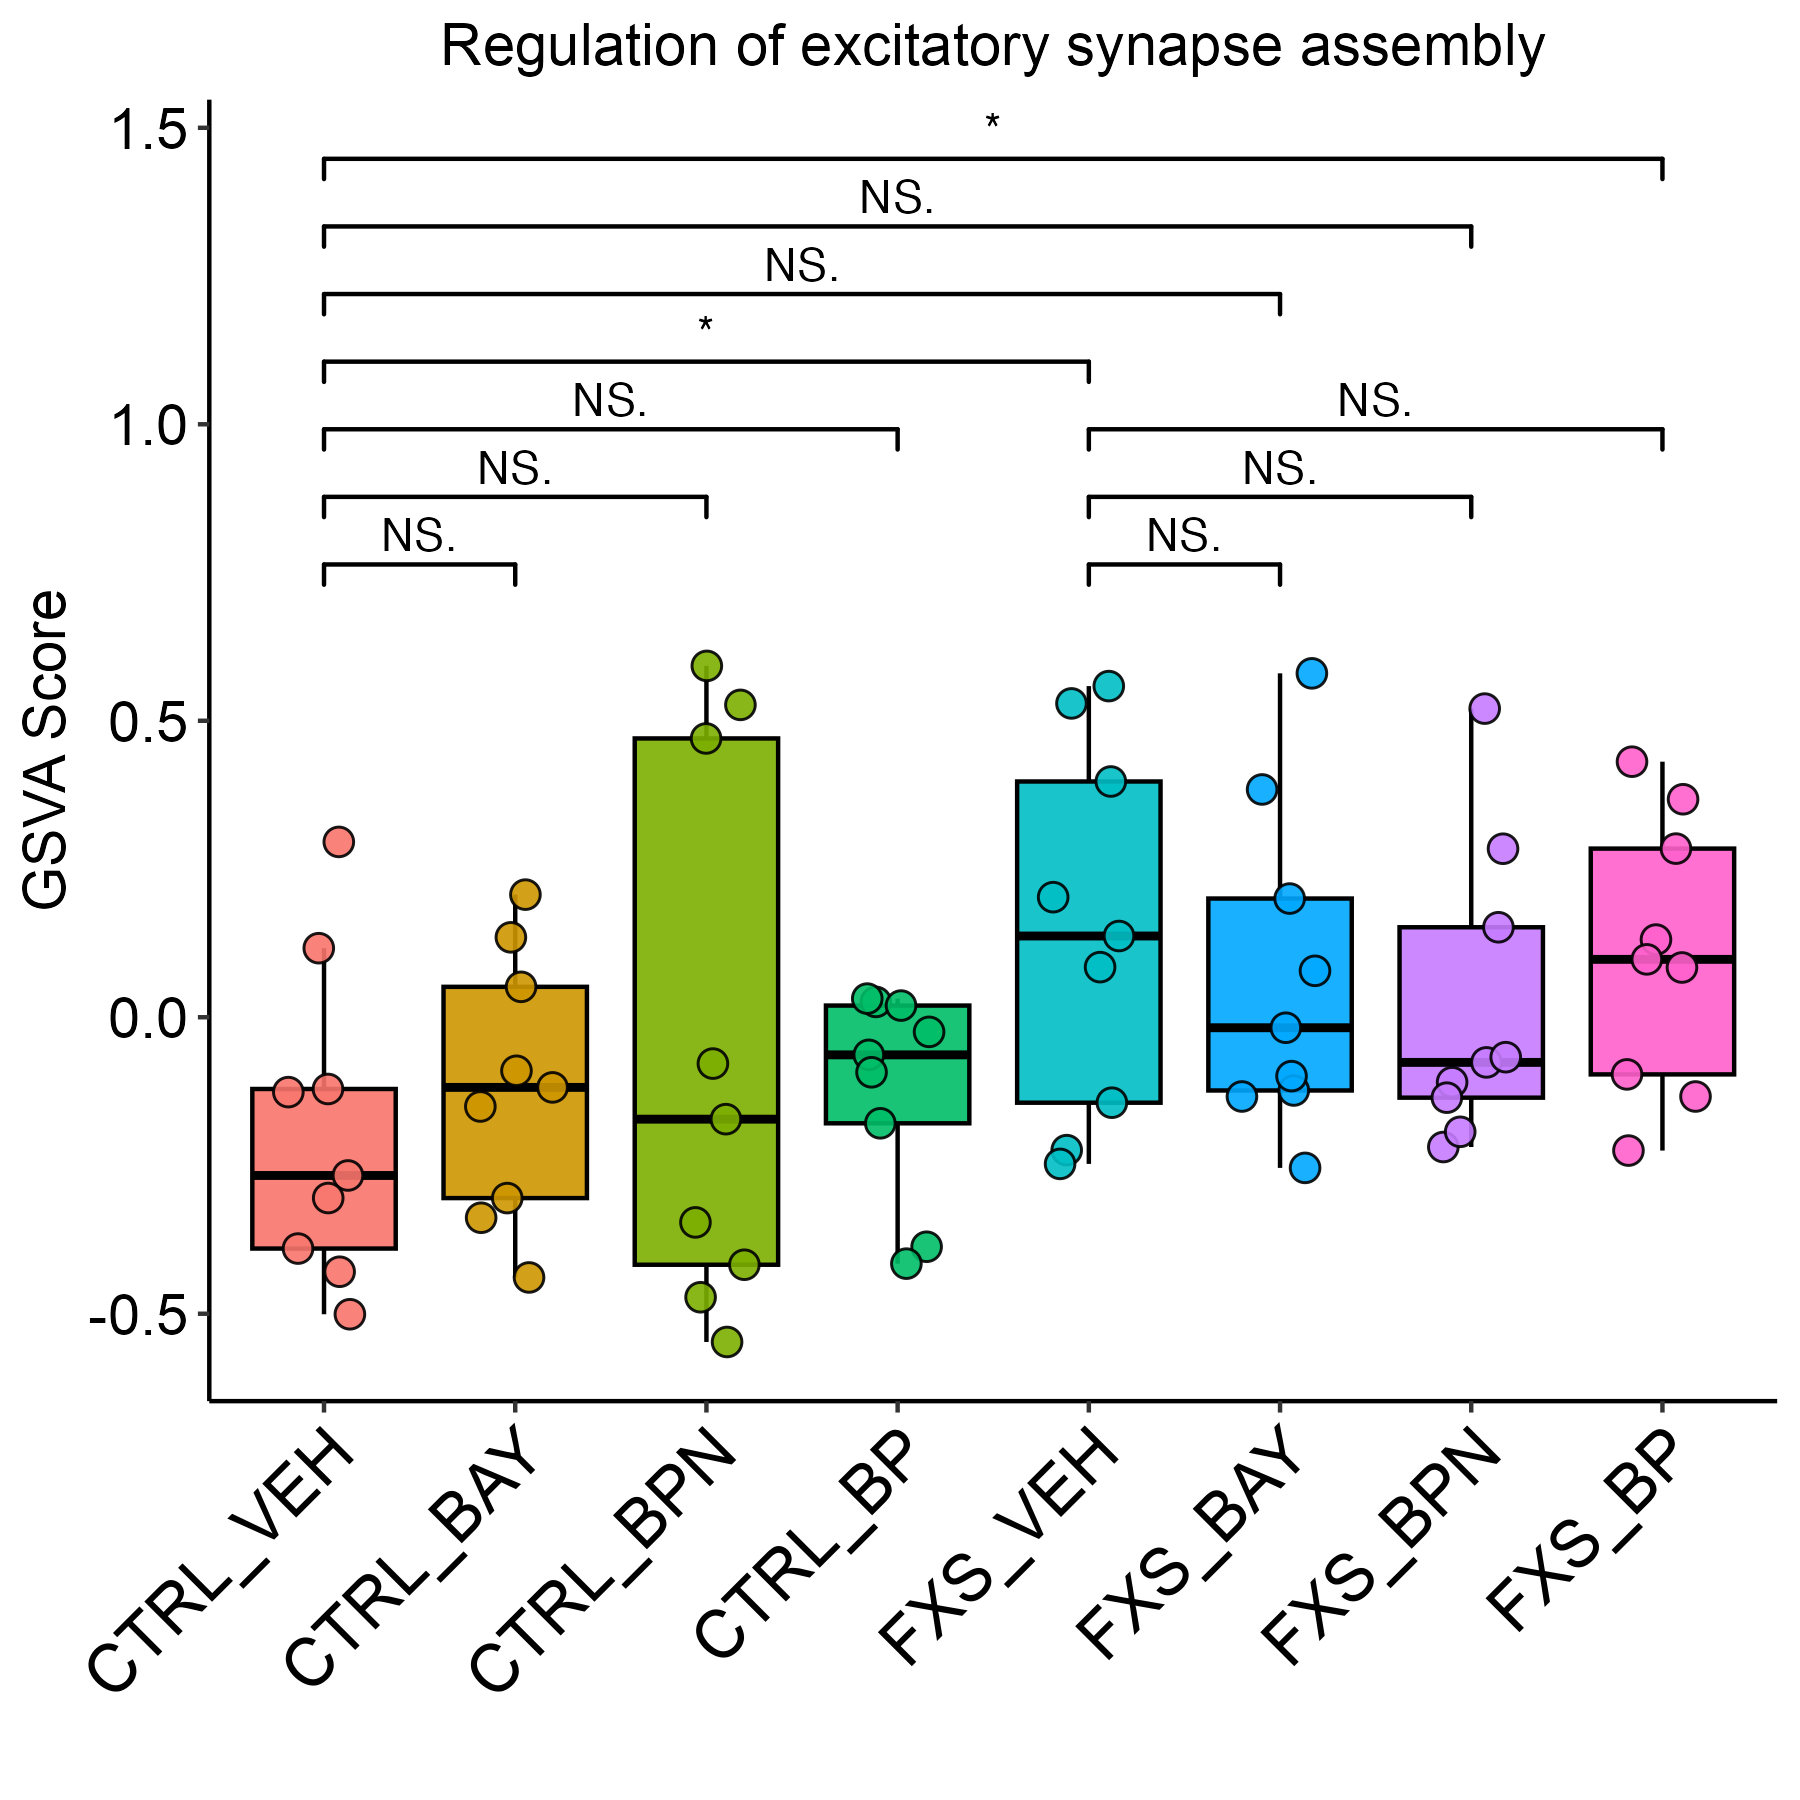 Regulation of excitatory synapse assembly
*
NS.
NS.
*
NS.
NS.
NS.
NS.
NS.
NS.
1.5
1.0
0.5
0.0
-0.5
GSVA Score
CTRL_VEH
CTRL_BAY
CTRL_BPN
CTRL_BP
FXS_VEH
FXS_BAY
FXS_BPN
FXS_BP